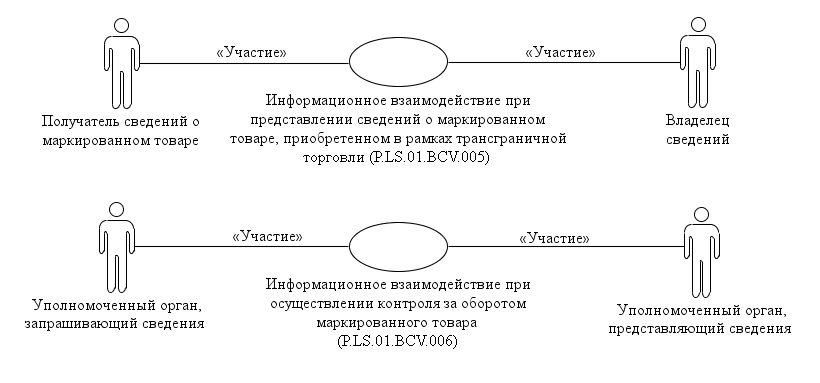 «Участие»
«Участие»
Получатель сведений о
маркированном товаре
Информационное взаимодействие при
представлении сведений о маркированном
товаре, приобретенном в рамках трансграничной
торговли (P.LS.01.BCV.005)
Владелец
сведений
«Участие»
«Участие»
Уполномоченный орган,
запрашивающий сведения
Информационное взаимодействие при
осуществлении контроля за оборотом
маркированного товара
(P.LS.01.BCV.006)
Уполномоченный орган,
представляющий сведения